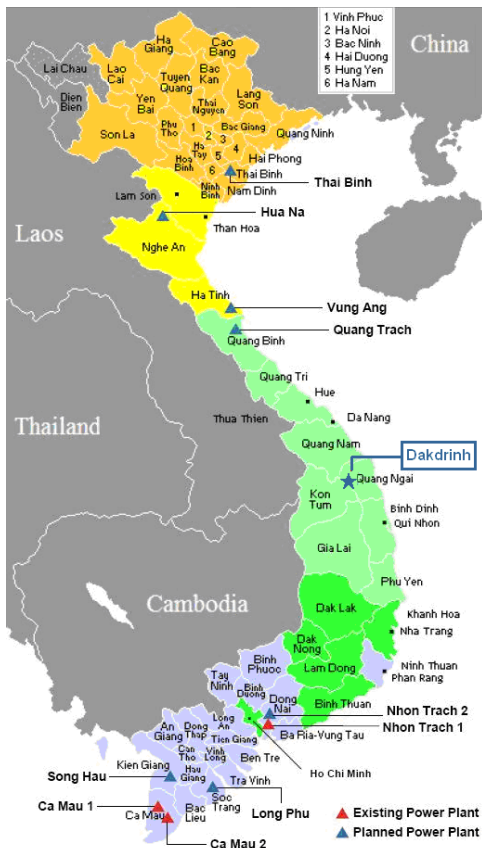 1 Vinh Phuc
2 Ha Noi
3 Bac Ninh
4 Hai Duong
5 Hung Yen
6 Ha Nam
China
Ha
Giang
Cao
Bang
Lai Chau
Lao
Cai
Bac
Kan
Tuyen
Quang
Dien
Bien
Yen
Bai
Thai
Nguyen
Lang
Son
Son La
Phu
Tho
1
2
3
Bac Giang
Quang Ninh
Ha
Tay
5
4
Hoa
Binh
6
Hai Phong
Thai Binh
Thai Binh
Ninh
Binh
Nam Dinh
Lam Son
Hua Na
Than Hoa
Laos
Nghe An
Ha Tinh
Vung Ang
Quang Trach
Quang Binh
Quang Tri
Hue
Thua Thien
Da Nang
Thailand
Quang Nam
Dakdrinh
Quang Ngai
Kon
Tum
Binh Dinh
Qui Nhon
Gia Lai
Phu Yen
Cambodia
Dak Lak
Khanh Hoa
Nha Trang
Dak
Nong
Lam Dong
Ninh Thuan
Phan Rang
Binh
Phuoc
Tay
Ninh
Binh
Duong
Dong
Nai
Binh Thuan
Nhon Trach 2
Nhon Trach 1
Ba Ria-Vung Tau
Long
An
An
Giang
Dong
Thap
Tien Giang
Ho Chi Minh
Kien Giang
Can
Tho
Vinh
Long
Ben Tre
Song Hau
Hau
Giang
Tra Vinh
Soc
Trang
Long Phu
Ca Mau 1
Ca Mau
Bac
Lieu
Ca Mau 2
Existing Power Plant
Planned Power Plant